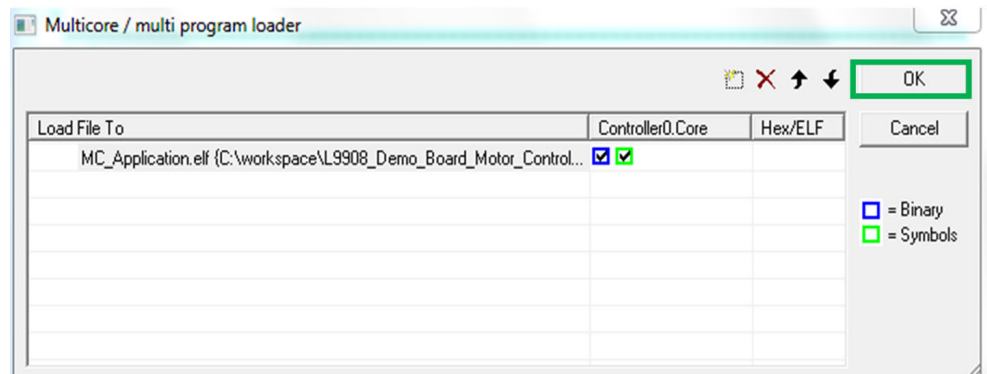 Multicore / multi program loader
OK
Load File To Controller0.Core Hex/ELF Cancel
MC_Application.elf {C:\workspace\L9908_Demo_Board_Motor_Control...
= Binary
= Symbols